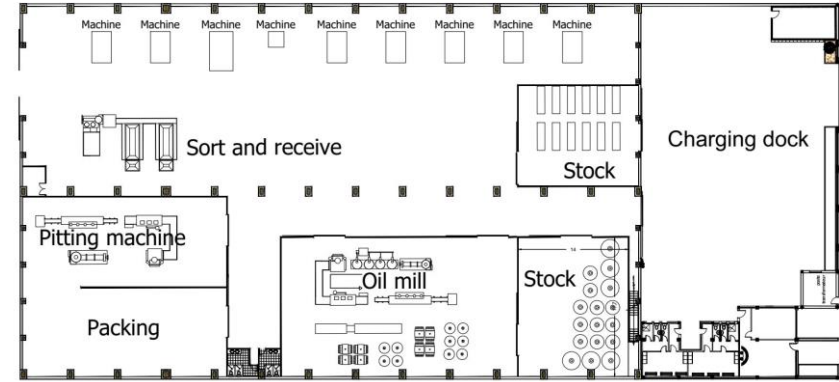 Machine Machine Machine Machine Machine Machine Machine Machine Machine
Sort and receive
Charging dock
Stock
Pitting machine
Oil mill
Stock
Packing